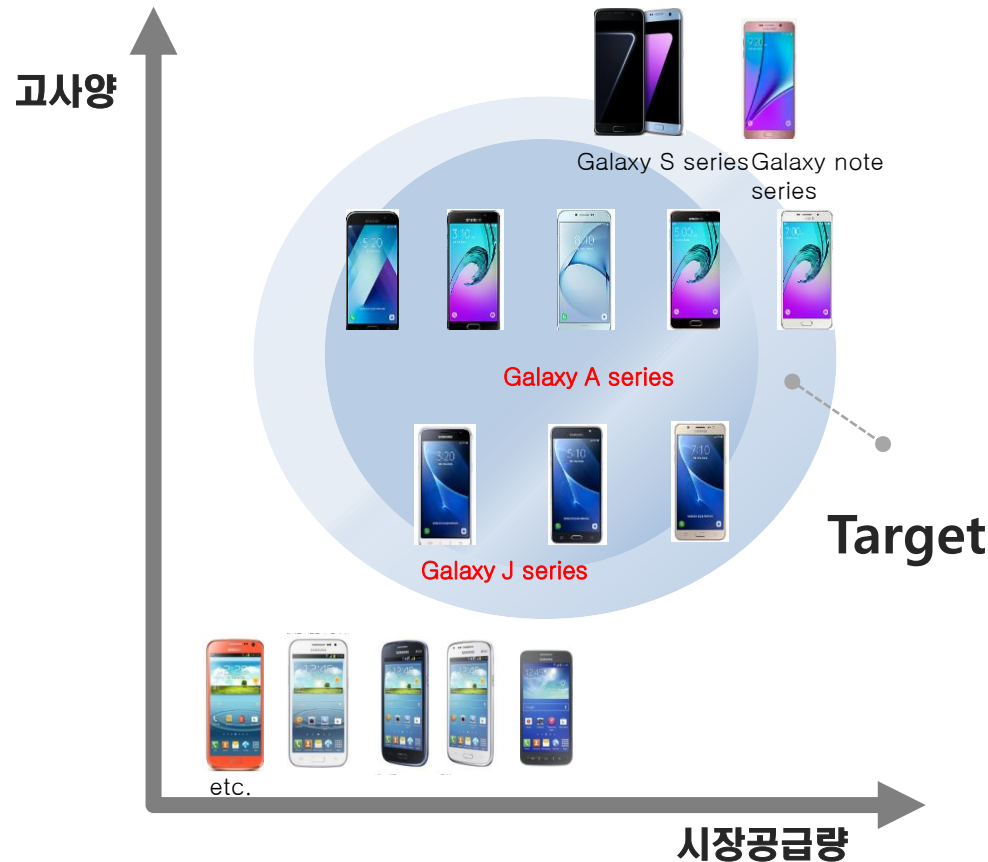 고사양
Galaxy S series
Galaxy note
series
Galaxy A series
Target
Galaxy J series
etc.
시장공급량